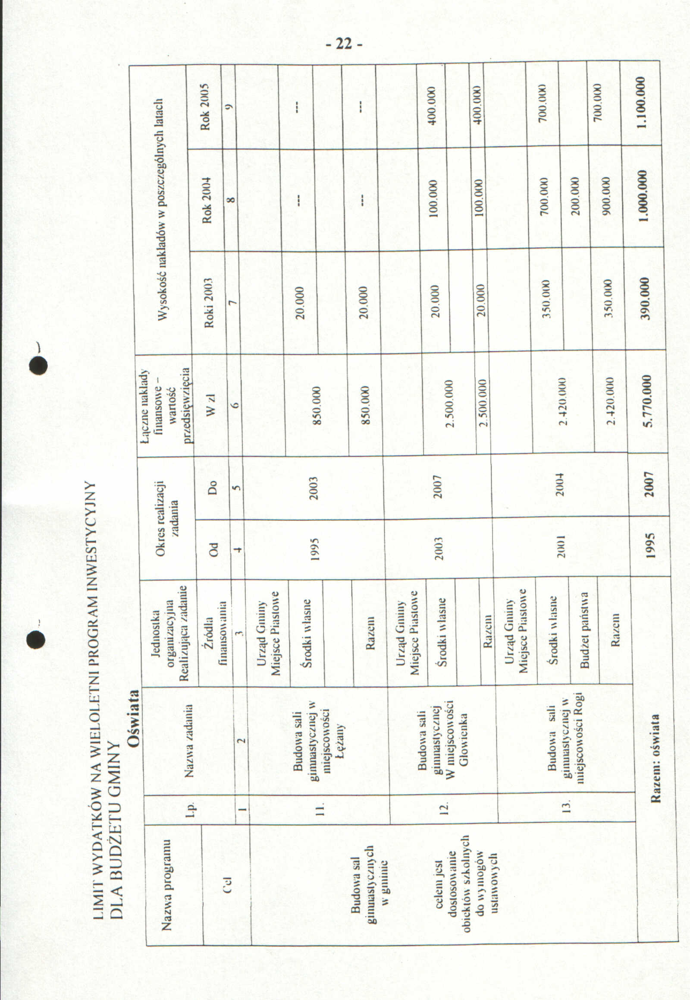 - 22 -
LIMIT WYDATKÓW NA WIELOLETNI PROGRAM INWESTYCYJNY
DLA BUDŻETU GMINY
Oświata
Nazwa programu
Cel
Lp.
Nazwa zadania
Jednostka
organizacyjna
Realizująca zadanie
Źródła
finansowania
Okres realizacji
zadania
Od
Do
Łączne nakłady
finansowe –
wartość
przedsięwzięcia
W zł
Wysokość nakładów w poszczególnych latach
Roki 2003
Rok 2004
Rok 2005
1
2
3
4
5
6
7
8
9
Budowa sal
gimnastycznych
w gminie
celem jest
dostosowanie
obiektów szkolnych
do wymogów
ustawowych
11.
Budowa sali
gimnastycznej w
miejscowości
Łężany
Urząd Gminy
Miejsce Piastowe
1995
2003
Środki własne
850.000
20.000
---
---
Razem
850.000
20.000
---
---
12.
Budowa sali
gimnastycznej
W miejscowości
Głowienka
Urząd Gminy
Miejsce Piastowe
2003
2007
Środki własne
2.500.000
20.000
100.000
400.000
Razem
2.500.000
20.000
100.000
400.000
13.
Budowa sali
gimnastycznej w
miejscowości Rogi
Urząd Gminy
Miejsce Piastowe
2001
2004
Środki własne
2.420.000
350.000
700.000
700.000
Budżet państwa
200.000
Razem
2.420.000
350.000
900.000
700.000
Razem: oświata
1995
2007
5.770.000
390.000
1.000.000
1.100.000